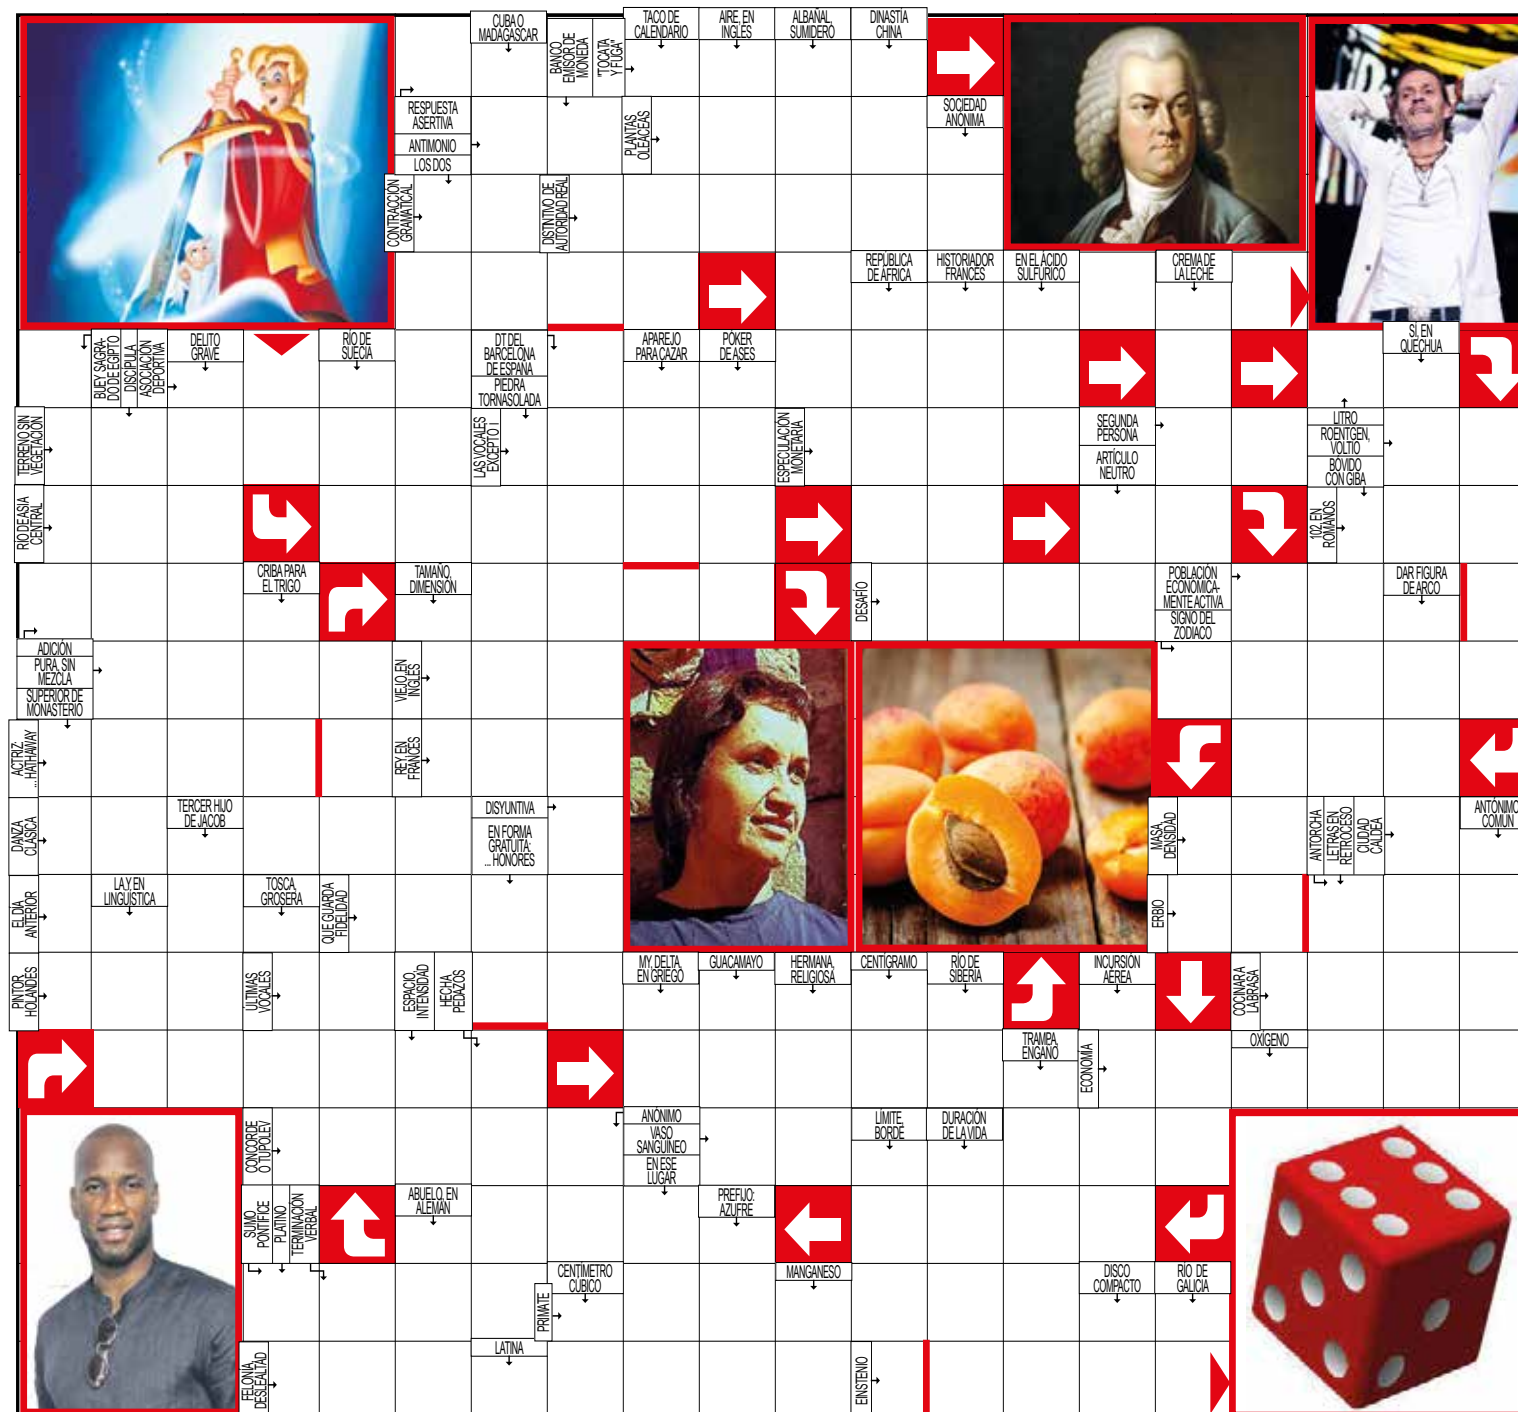 CUBA O
MADAGASCAR
BANCO
EMISOR DE
MONEDA
"TOCATA
Y FUGA"
TACO DE
CALENDARIO
AIRE, EN
INGLÉS
ALBAÑAL,
SUMIDERO
DINASTÍA
CHINA
RESPUESTA
ASERTIVA
ANTIMONIO
LOS DOS
PLANTAS
OLEÁCEAS
SOCIEDAD
ANÓNIMA
CONTRACCIÓN
GRAMATICAL
DISTINTIVO DE
AUTORIDAD REAL
REPÚBLICA
DE ÁFRICA
HISTORIADOR
FRANCÉS
EN EL ÁCIDO
SULFÚRICO
CREMA DE
LA LECHE
BUEY SAGRA-
DO DE EGIPTO
DISCÍPULA
ASOCIACIÓN
DEPORTIVA
DELITO
GRAVE
RÍO DE
SUECIA
DT DEL
BARCELONA
DE ESPAÑA
PIEDRA
TORNASOLADA
APAREJO
PARA CAZAR
PÓKER
DE ASES
SÍ, EN
QUECHUA
TERRENO SIN
VEGETACIÓN
LAS VOCALES
EXCEPTO I
ESPECULACIÓN
MONETARIA
SEGUNDA
PERSONA
ARTÍCULO
NEUTRO
LITRO
ROENTGEN,
VOLTIO
BÓVIDO
CON GIBA
RÍO DE ASIA
CENTRAL
102, EN
ROMANOS
CRIBA PARA
EL TRIGO
TAMAÑO,
DIMENSIÓN
DESAFÍO
POBLACIÓN
ECONÓMICA-
MENTE ACTIVA
SIGNO DEL
ZODIACO
DAR FIGURA
DE ARCO
ADICIÓN
PURA, SIN
MEZCLA
SUPERIOR DE
MONASTERIO
VIEJO, EN
INGLÉS
ACTRIZ:
... HATHAWAY
REY, EN
FRANCÉS
DANZA
CLÁSICA
TERCER HIJO
DE JACOB
DISYUNTIVA
EN FORMA
GRATUITA:
... HONORES
MASA,
DENSIDAD
ANTORCHA
LETRAS EN
RETROCESO
CIUDAD
CALDEA
ANTÓNIMO
COMÚN
EL DÍA
ANTERIOR
LA Y, EN
LINGÜÍSTICA
TOSCA,
GROSERA
QUE GUARDA
FIDELIDAD
ERBIO
PINTOR
HOLANDÉS
ÚLTIMAS
VOCALES
ESPACIO,
INTENSIDAD
HECHA
PEDAZOS
MY, DELTA,
EN GRIEGO
GUACAMAYO
HERMANA,
RELIGIOSA
CENTIGRAMO
RÍO DE
SIBERIA
INCURSIÓN
AÉREA
COCINAR A
LA BRASA
TRAMPA,
ENGAÑO
ECONOMÍA
OXÍGENO
CONCORDE
O TUPOLEV
ANÓNIMO
VASO
SANGUÍNEO
EN ESE
LUGAR
LÍMITE,
BORDE
DURACIÓN
DE LA VIDA
SUMO
PONTÍFICE
PLATINO
TERMINACIÓN
VERBAL
ABUELO, EN
ALEMÁN
PREFIJO:
AZUFRE
PRIMATE
CENTÍMETRO
CÚBICO
MANGANESO
DISCO
COMPACTO
RÍO DE
GALICIA
FELONÍA,
DESLEALTAD
LATINA
EINSTENIO